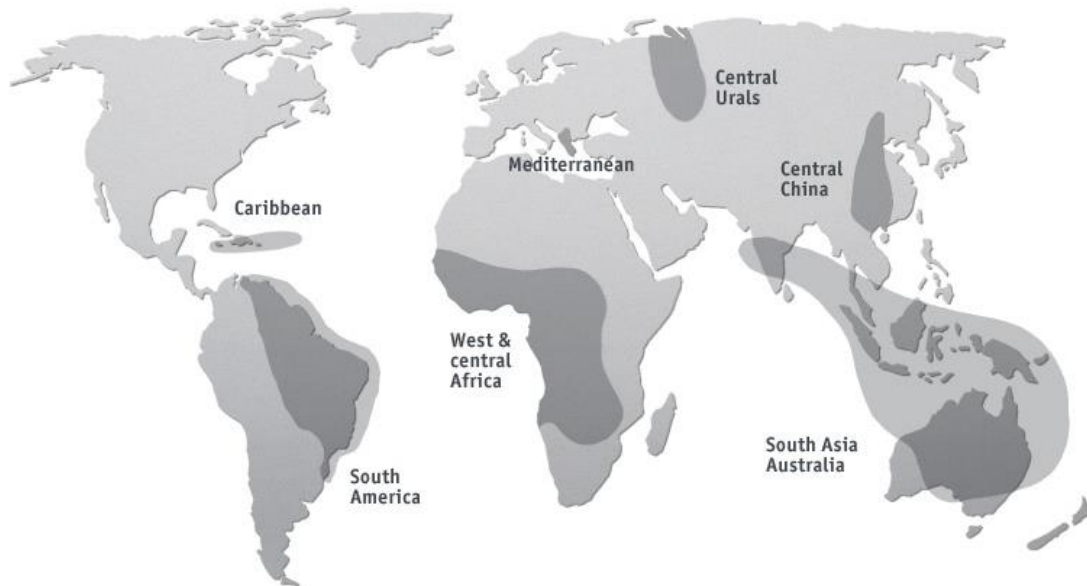 Central
Urals
Mediterranean
Central
China
Caribbean
West &
central
Africa
South Asia
Australia
South
America